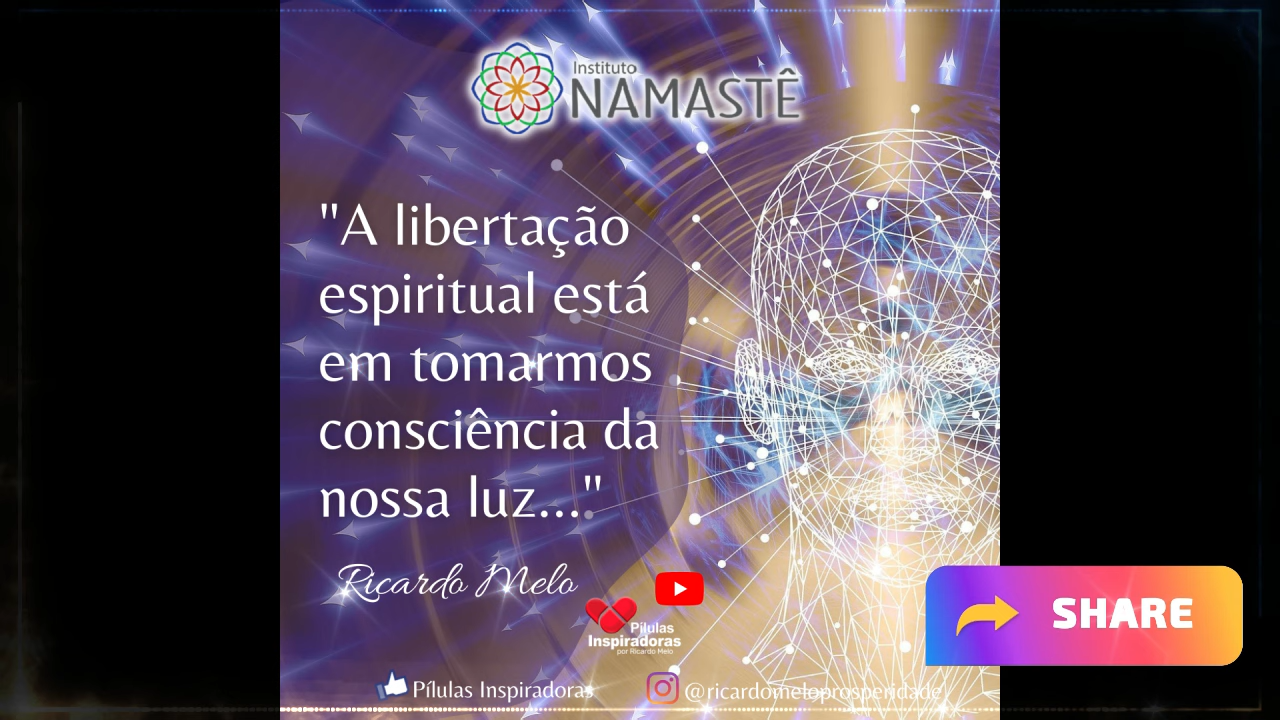 Instituto
NAMASTÊ
"A libertação
espiritual está
em tomarmos
consciência da
nossa luz..."
Ricardo Melo
Pílulas
Inspiradoras
por Ricardo Melo
SHARE
Pílulas Inspiradoras
@ricardomeloprosperidade